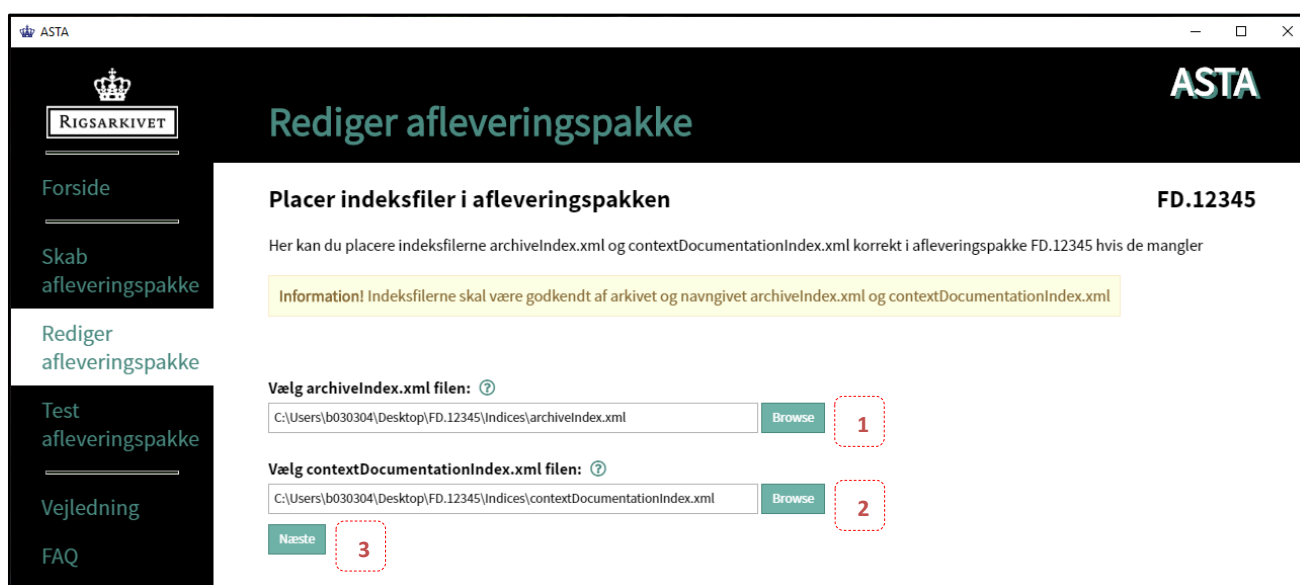 ASTA
ASTA
RIGSARKIVET
Rediger afleveringspakke
Forside
Skab
afleveringspakke
Rediger
afleveringspakke
Test
afleveringspakke
Vejledning
FAQ
Placer indeksfiler i afleveringspakken
FD.12345
Her kan du placere indeksfilerne archiveIndex.xml og contextDocumentationIndex.xml korrekt i afleveringspakke FD.12345 hvis de mangler
Information! Indeksfilerne skal være godkendt af arkivet og navngivet archiveIndex.xml og contextDocumentationIndex.xml
Vælg archiveIndex.xml filen: ?
C:\Users\b030304\Desktop\FD.12345\Indices\archiveIndex.xml
Browse
1
Vælg contextDocumentationIndex.xml filen: ?
C:\Users\b030304\Desktop\FD.12345\Indices\contextDocumentationIndex.xml
Browse
2
Næste
3